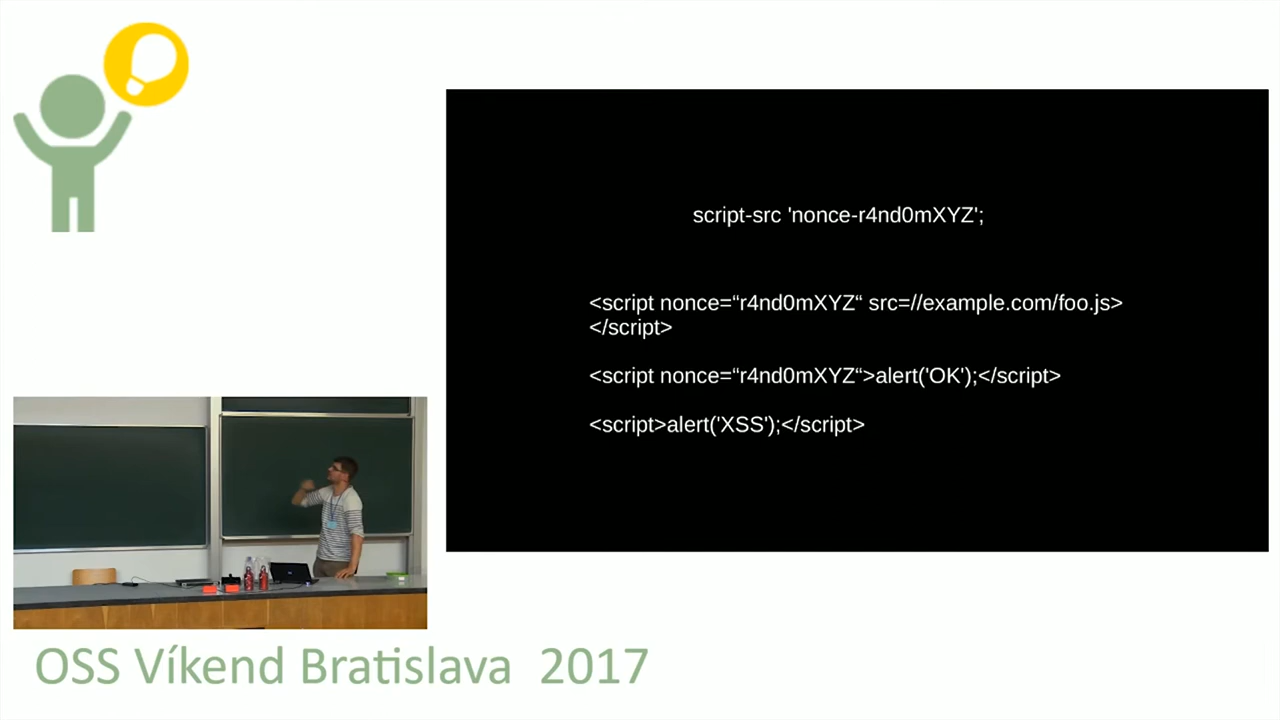 script-src 'nonce-r4nd0mXYZ';
<script nonce=“r4nd0mXYZ“ src=//example.com/foo.js>
</script>
<script nonce=“r4nd0mXYZ“>alert('OK');</script>
<script>alert('XSS');</script>
OSS Víkend Bratislava 2017